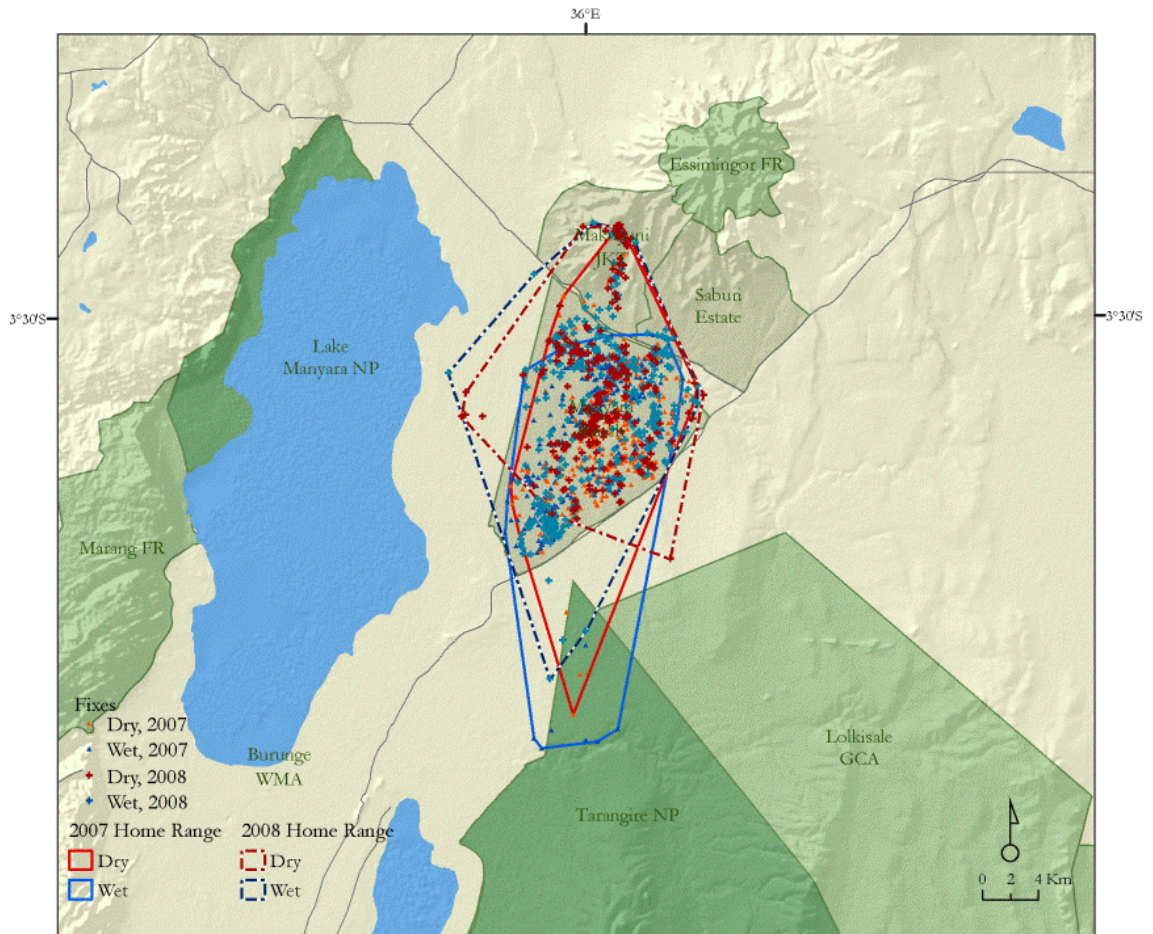 36°E
Essimingor FR
JKT
3°30'S
Saburi
Estate
3°30'S
Lake
Manyara NP
Marang FR
Fixes
Dry, 2007
Wet, 2007
Dry, 2008
Wet, 2008
Burunge
WMA
Lolkisale
GCA
Tarangire NP
2007 Home Range
2008 Home Range
Dry
Dry
Wet
Wet
0 2 4 Km